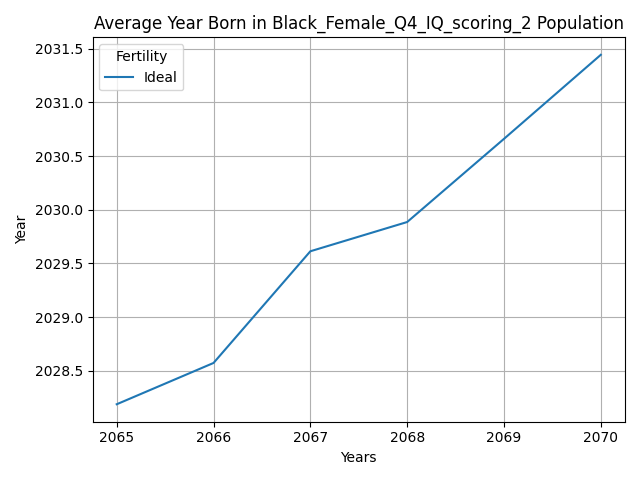 Average Year Born in Black_Female_Q4_IQ_scoring_2 Population
Fertility
Ideal
2031.5
2031.0
2030.5
2030.0
2029.5
2029.0
2028.5
Year
2065 2066 2067 2068 2069 2070
Years